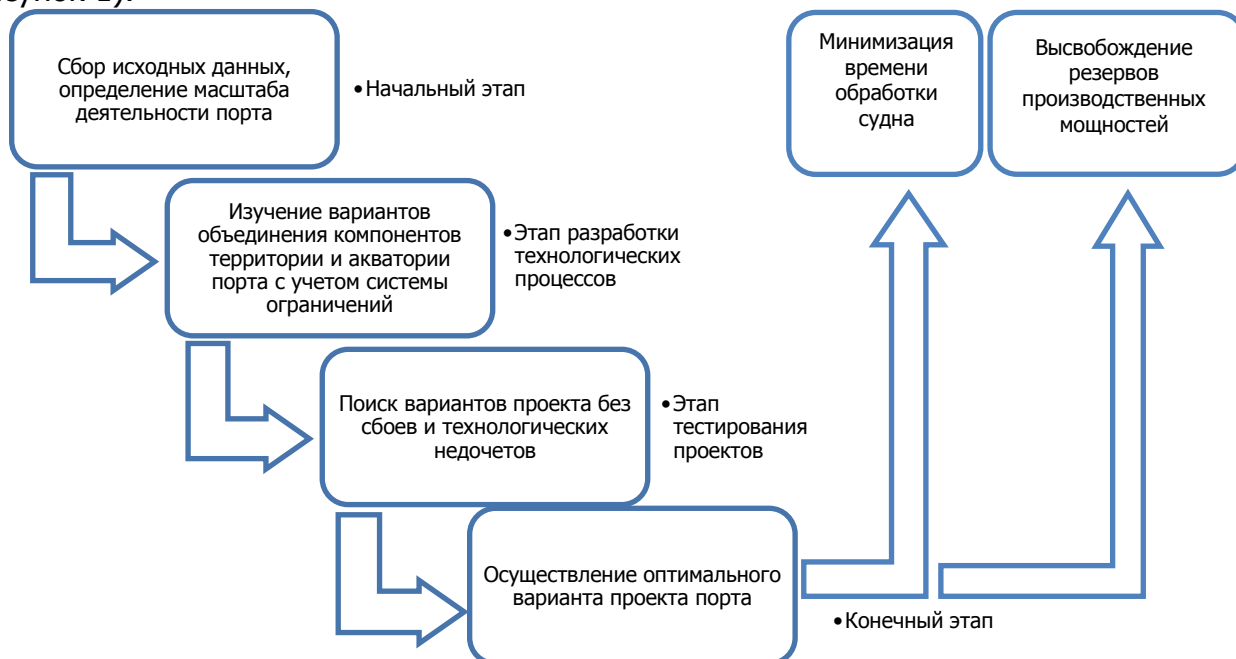 Сбор исходных данных,
определение масштаба
деятельности порта
•Начальный этап
Минимизация
времени
обработки
судна
Высвобождение
резервов
производственных
мощностей
Изучение вариантов
объединения компонентов
территории и акватории
порта с учетом системы
ограничений
•Этап разработки
технологических
процессов
Поиск вариантов проекта без
сбоев и технологических
недочетов
•Этап
тестирования
проектов
Осуществление оптимального
варианта проекта порта
•Конечный этап